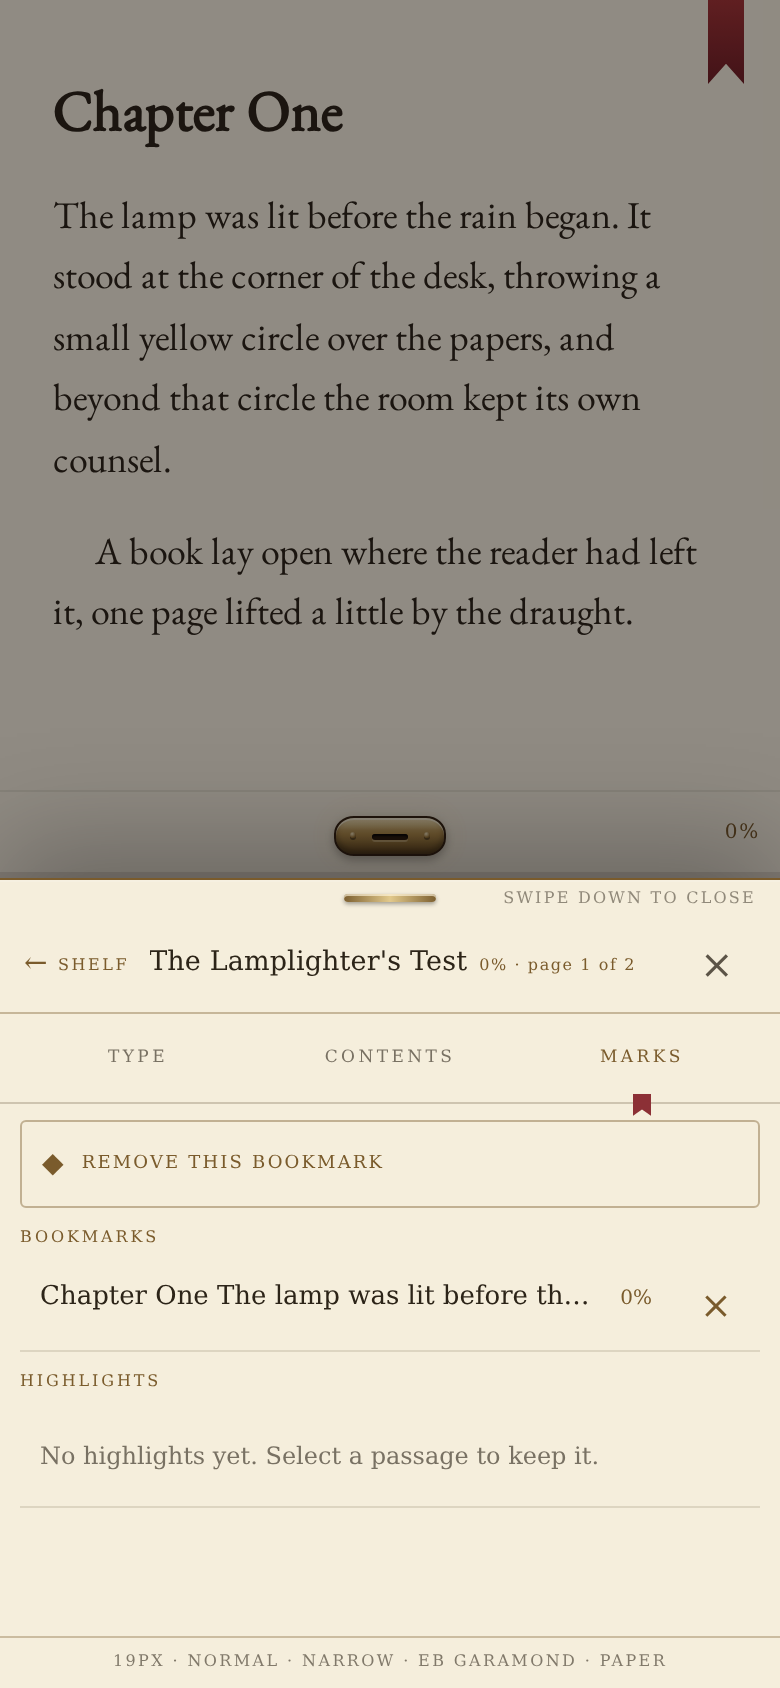 Chapter One
The lamp was lit before the rain began. It
stood at the corner of the desk, throwing a
small yellow circle over the papers, and
beyond that circle the room kept its own
counsel.
A book lay open where the reader had left
it, one page lifted a little by the draught.
0%
SWIPE DOWN TO CLOSE
← SHELF The Lamplighter's Test 0% · page 1 of 2 ×
TYPE CONTENTS MARKS
◆ REMOVE THIS BOOKMARK
BOOKMARKS
Chapter One The lamp was lit before th… 0% ×
HIGHLIGHTS
No highlights yet. Select a passage to keep it.
19PX · NORMAL · NARROW · EB GARAMOND · PAPER